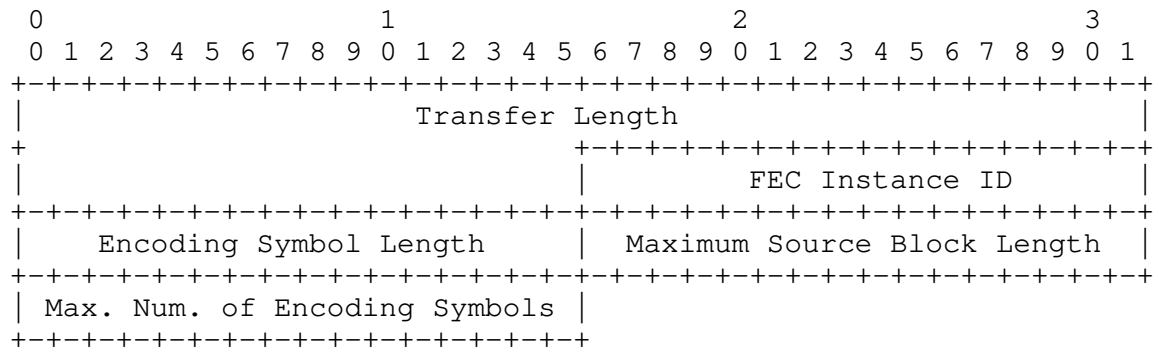 0                   1                   2                   3
 0 1 2 3 4 5 6 7 8 9 0 1 2 3 4 5 6 7 8 9 0 1 2 3 4 5 6 7 8 9 0 1
+-+-+-+-+-+-+-+-+-+-+-+-+-+-+-+-+-+-+-+-+-+-+-+-+-+-+-+-+-+-+-+-+
|                      Transfer Length                          |
+                               +-+-+-+-+-+-+-+-+-+-+-+-+-+-+-+-+
|                               |         FEC Instance ID       |
+-+-+-+-+-+-+-+-+-+-+-+-+-+-+-+-+-+-+-+-+-+-+-+-+-+-+-+-+-+-+-+-+
|    Encoding Symbol Length     |  Maximum Source Block Length  |
+-+-+-+-+-+-+-+-+-+-+-+-+-+-+-+-+-+-+-+-+-+-+-+-+-+-+-+-+-+-+-+-+
| Max. Num. of Encoding Symbols |
+-+-+-+-+-+-+-+-+-+-+-+-+-+-+-+-+